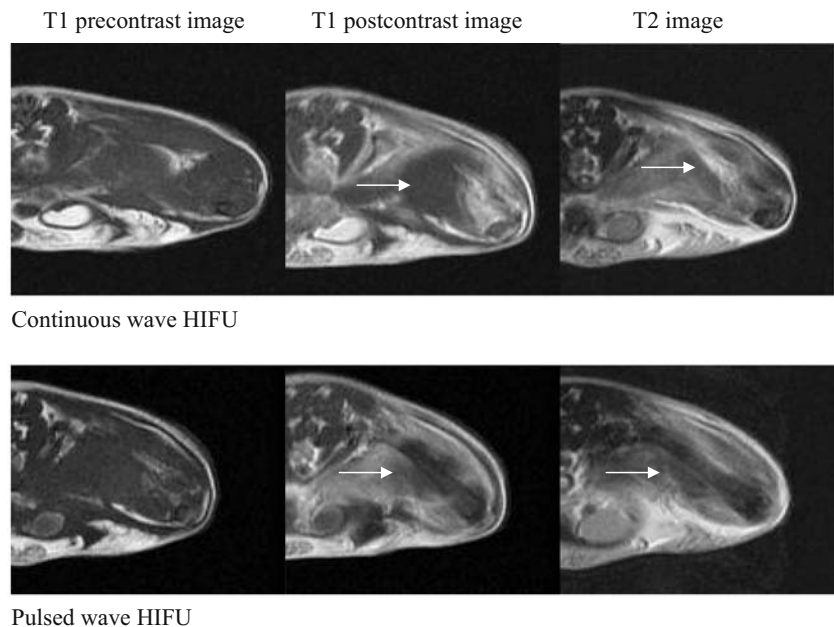 T1 precontrast image T1 postcontrast image T2 image
Continuous wave HIFU
Pulsed wave HIFU